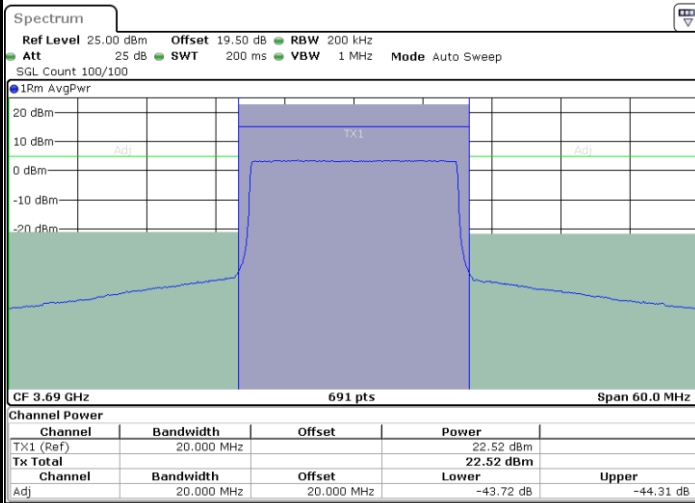 Spectrum
Ref Level 25.00 dBm Offset 19.50 dB RBW 200 kHz
Att 25 dB SWT 200 ms VBW 1 MHz Mode Auto Sweep
SGL Count 100/100
1Rm AvgPwr
20 dBm
TX1
10 dBm
Adj
Adj
0 dBm
-10 dBm
-20 dBm
CF 3.69 GHz 691 pts Span 60.0 MHz
Channel Power
Channel Bandwidth Offset Power
TX1 (Ref) 20.000 MHz 22.52 dBm
Tx Total 22.52 dBm
Channel Bandwidth Offset Lower Upper
Adj 20.000 MHz 20.000 MHz -43.72 dB -44.31 dB